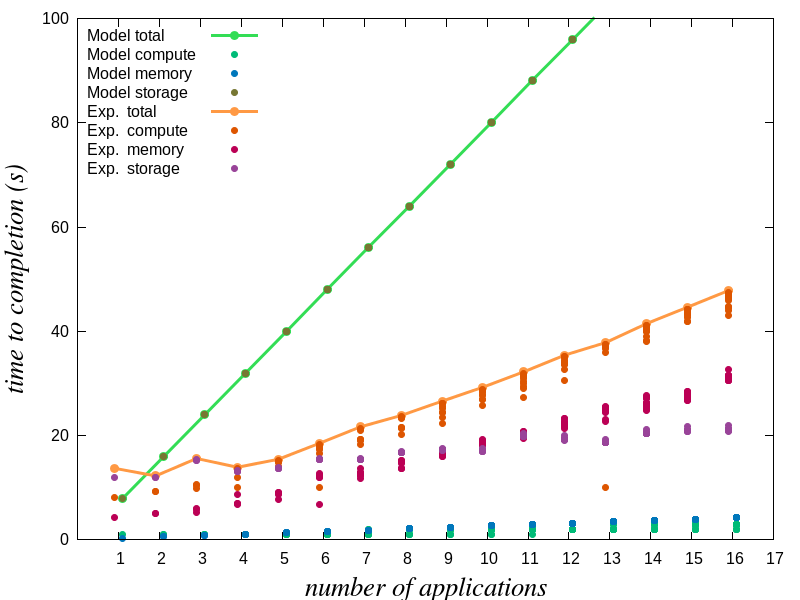 100
80
60
40
20
0
time to completion (s)
Model total
Model compute
Model memory
Model storage
Exp. total
Exp. compute
Exp. memory
Exp. storage
1 2 3 4 5 6 7 8 9 10 11 12 13 14 15 16 17
number of applications